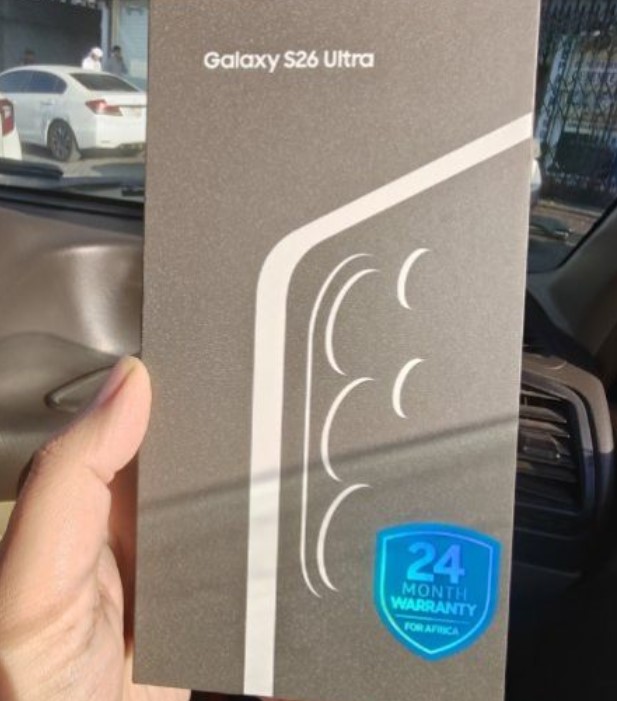 Galaxy S26 Ultra
24
MONTH
WARRANTY
FOR AFRICA